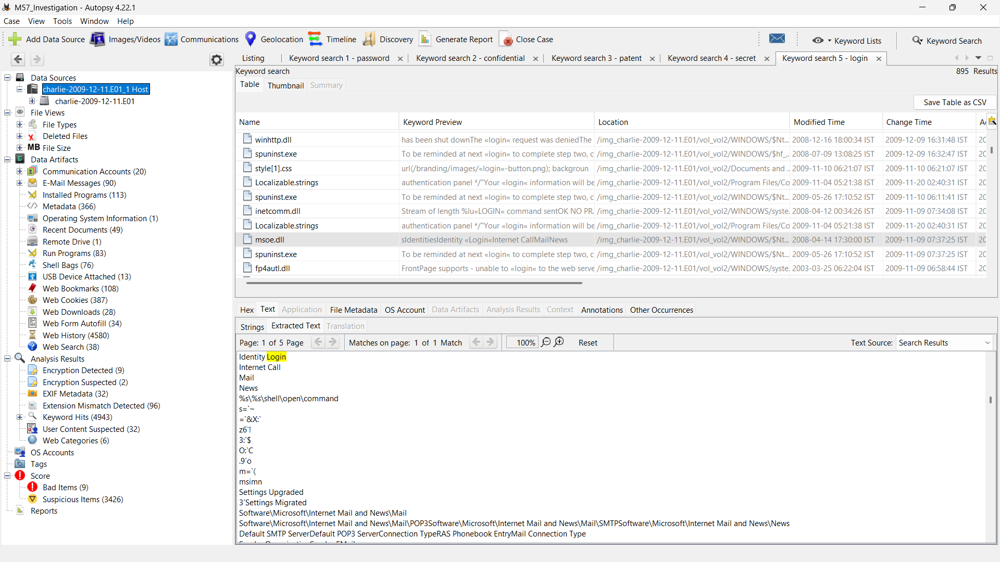 M57_Investigation - Autopsy 4.22.1
Case View Tools Window Help
Add Data Source Images/Videos Communications Geolocation Timeline Discovery Generate Report Close Case Keyword Lists Keyword Search
Listing Keyword search 1 - password Keyword search 2 - confidential Keyword search 3 - patent Keyword search 4 - secret Keyword search 5 - login
Data Sources
charlie-2009-12-11.E01_1 Host
charlie-2009-12-11.E01
File Views
File Types
Deleted Files
MB File Size
Data Artifacts
Communication Accounts (20)
E-Mail Messages (90)
Installed Programs (113)
Metadata (366)
Operating System Information (1)
Recent Documents (49)
Remote Drive (1)
Run Programs (83)
Shell Bags (76)
USB Device Attached (13)
Web Bookmarks (108)
Web Cookies (387)
Web Downloads (28)
Web Form Autofill (34)
Web History (4580)
Web Search (38)
Analysis Results
Encryption Detected (9)
Encryption Suspected (2)
EXIF Metadata (32)
Extension Mismatch Detected (96)
Keyword Hits (4943)
User Content Suspected (32)
Web Categories (6)
OS Accounts
Tags
Score
Bad Items (9)
Suspicious Items (3426)
Reports
Keyword search 895 Results
Table Thumbnail Summary
Save Table as CSV
Name Keyword Preview Location Modified Time Change Time
winhttp.dll has been shut downThe «login« request was deniedThe /img_charlie-2009-12-11.E01/vol_vol2/WINDOWS/$Nt... 2008-12-16 18:00:34 IST 2009-12-09 16:31:48 IST 20
spuninst.exe To be reminded at next «login« to complete step two, c /img_charlie-2009-12-11.E01/vol_vol2/WINDOWS/$hf_.. 2008-07-09 13:08:25 IST 2009-12-09 16:32:47 IST 20
style[1].css url(/branding/images/«login«-button.png); backgroun /img_charlie-2009-12-11.E01/vol_vol2/Documents and .. 2009-11-10 06:21:07 IST 2009-11-10 06:21:07 IST 20
Localizable.strings authentication panel */"Your «login« information will be /img_charlie-2009-12-11.E01/vol_vol2/Program Files/Co 2009-11-04 05:21:38 IST 2009-11-20 02:40:31 IST 20
spuninst.exe To be reminded at next «login« to complete step two, c /img_charlie-2009-12-11.E01/vol_vol2/WINDOWS/$Nt... 2009-05-26 17:10:52 IST 2009-11-10 06:11:41 IST 20
inetcomm.dll Stream of length %lu«LOGIN« command sentOK NO PR. /img_charlie-2009-12-11.E01/vol_vol2/WINDOWS/syste. 2008-04-12 00:34:26 IST 2009-11-09 07:34:08 IST 20
Localizable.strings authentication panel */"Your «login« information will be /img_charlie-2009-12-11.E01/vol_vol2/Program Files/Co 2009-11-04 05:21:38 IST 2009-11-20 02:40:31 IST 20
msoe.dll sIdentitiesIdentity «Login«Internet CallMailNews /img_charlie-2009-12-11.E01/vol_vol2/WINDOWS/$Nt... 2008-04-14 17:30:00 IST 2009-11-09 07:37:25 IST 20
spuninst.exe To be reminded at next «login« to complete step two, c /img_charlie-2009-12-11.E01/vol_vol2/WINDOWS/$Nt... 2009-05-26 17:10:52 IST 2009-11-09 07:37:25 IST 20
fp4autl.dll FrontPage supports - unable to «login« to the web serve /img_charlie-2009-12-11.E01/vol_vol2/WINDOWS/syste. 2003-03-25 06:22:04 IST 2009-11-09 06:58:44 IST 20
Hex Text Application File Metadata OS Account Data Artifacts Analysis Results Context Annotations Other Occurrences
Strings Extracted Text Translation
Page: 1 of 5 Page Matches on page: 1 of 1 Match 100% Reset Text Source: Search Results
Identity Login
Internet Call
Mail
News
%s\%s\shell\open\command
s=`~
=`&X:`
z6`!
3:`$
O:`C
.9`o
m=`(
msimn
Settings Upgraded
3`Settings Migrated
Software\Microsoft\Internet Mail and News\Mail
Software\Microsoft\Internet Mail and News\Mail\POP3Software\Microsoft\Internet Mail and News\Mail\SMTPSoftware\Microsoft\Internet Mail and News\News
Default SMTP ServerDefault POP3 ServerConnection TypeRAS Phonebook EntryMail Connection Type